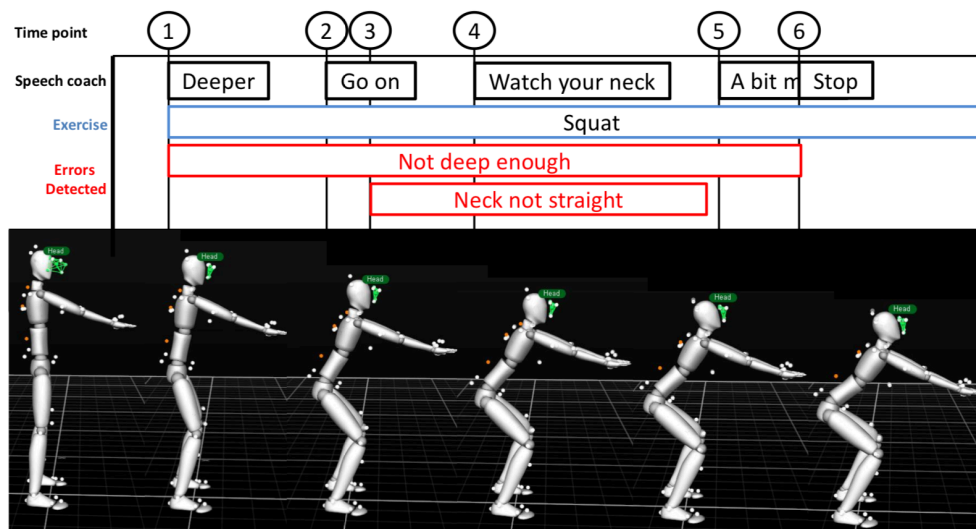 Time point 1 2 3 4 5 6
Speech coach Deeper Go on Watch your neck A bit m Stop
Exercise Squat
Errors
Detected
Not deep enough
Neck not straight
Head
Head
Head
Head
Head
Head